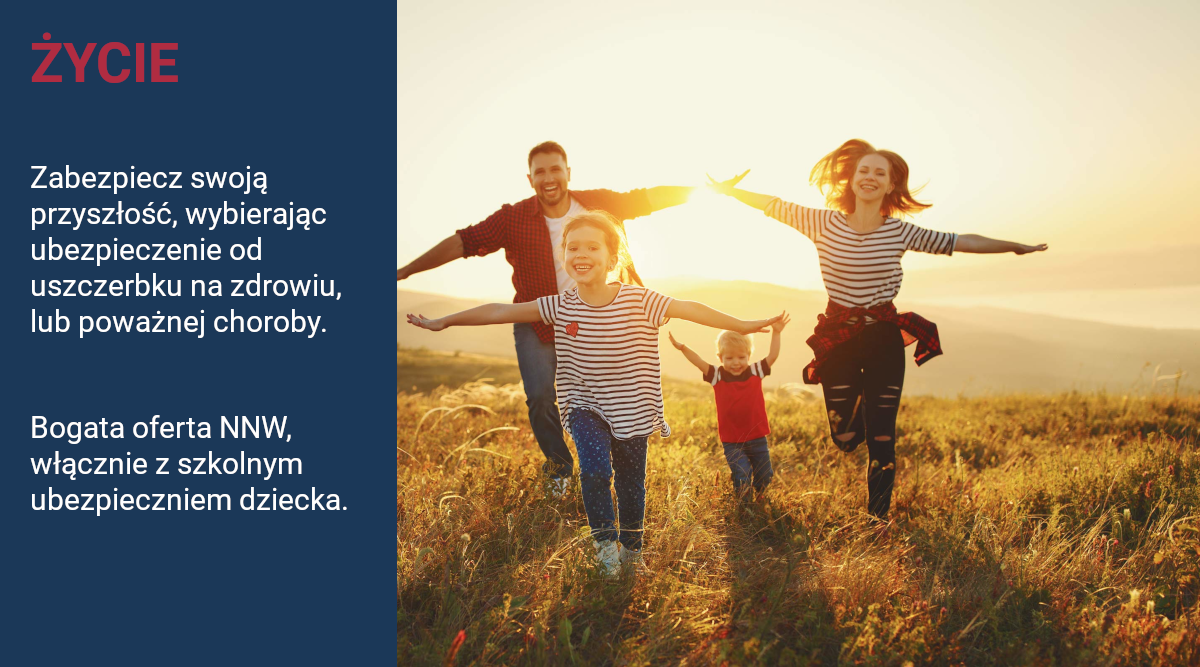 ŻYCIE
Zabezpiecz swoją
przyszłość, wybierając
ubezpieczenie od
uszczerbku na zdrowiu,
lub poważnej choroby.
Bogata oferta NNW,
włącznie z szkolnym
ubezpieczniem dziecka.